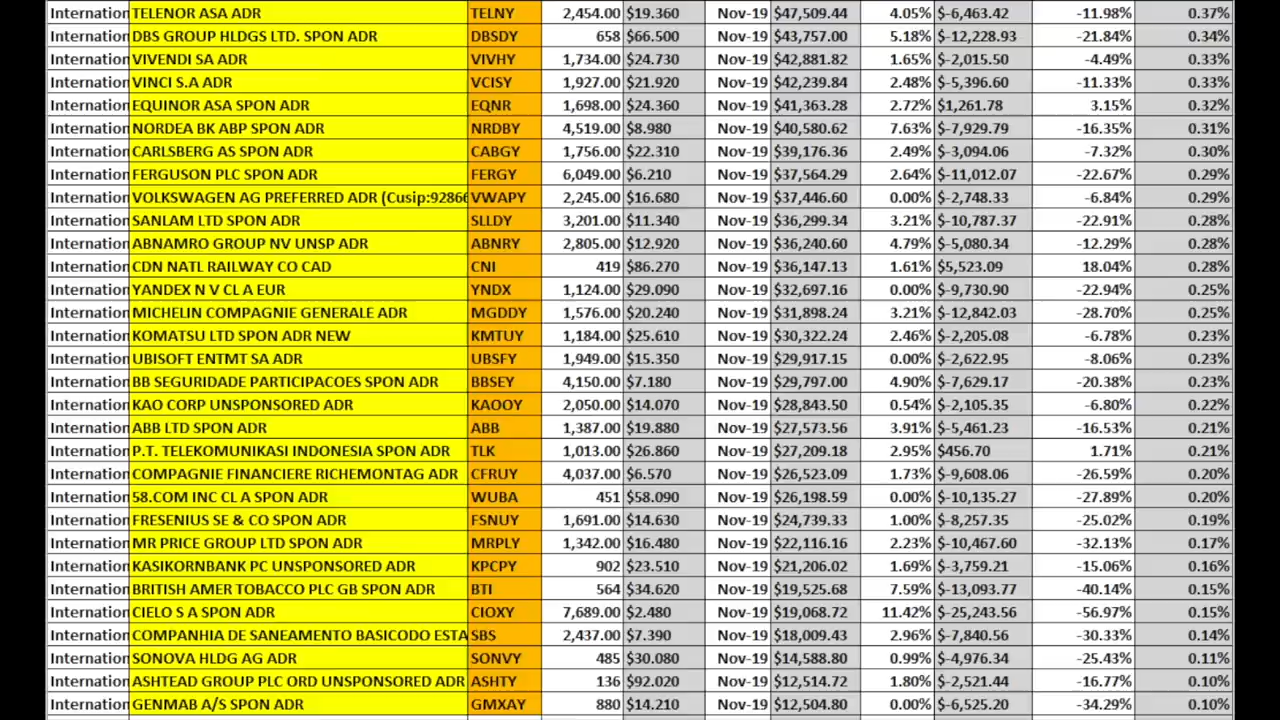 Internation TELENOR ASA ADR TELNY 2,454.00 $19.360 Nov-19 $47,509.44 4.05% $-6,463.42 -11.98% 0.37%
Internation DBS GROUP HLDGS LTD. SPON ADR DBSDY 658 $66.500 Nov-19 $43,757.00 5.18% $-12,228.93 -21.84% 0.34%
Internation VIVENDI SA ADR VIVHY 1,734.00 $24.730 Nov-19 $42,881.82 1.65% $-2,015.50 -4.49% 0.33%
Internation VINCI S.A ADR VCISY 1,927.00 $21.920 Nov-19 $42,239.84 2.48% $-5,396.60 -11.33% 0.33%
Internation EQUINOR ASA SPON ADR EQNR 1,698.00 $24.360 Nov-19 $41,363.28 2.72% $1,261.78 3.15% 0.32%
Internation NORDEA BK ABP SPON ADR NRDBY 4,519.00 $8.980 Nov-19 $40,580.62 7.63% $-7,929.79 -16.35% 0.31%
Internation CARLSBERG AS SPON ADR CABGY 1,756.00 $22.310 Nov-19 $39,176.36 2.49% $-3,094.06 -7.32% 0.30%
Internation FERGUSON PLC SPON ADR FERGY 6,049.00 $6.210 Nov-19 $37,564.29 2.64% $-11,012.07 -22.67% 0.29%
Internation VOLKSWAGEN AG PREFERRED ADR (Cusip:92866 VWAPY 2,245.00 $16.680 Nov-19 $37,446.60 0.00% $-2,748.33 -6.84% 0.29%
Internation SANLAM LTD SPON ADR SLLDY 3,201.00 $11.340 Nov-19 $36,299.34 3.21% $-10,787.37 -22.91% 0.28%
Internation ABNAMRO GROUP NV UNSP ADR ABNRY 2,805.00 $12.920 Nov-19 $36,240.60 4.79% $-5,080.34 -12.29% 0.28%
Internation CDN NATL RAILWAY CO CAD CNI 419 $86.270 Nov-19 $36,147.13 1.61% $5,523.09 18.04% 0.28%
Internation YANDEX N V CL A EUR YNDX 1,124.00 $29.090 Nov-19 $32,697.16 0.00% $-9,730.90 -22.94% 0.25%
Internation MICHELIN COMPAGNIE GENERALE ADR MGDDY 1,576.00 $20.240 Nov-19 $31,898.24 3.21% $-12,842.03 -28.70% 0.25%
Internation KOMATSU LTD SPON ADR NEW KMTUY 1,184.00 $25.610 Nov-19 $30,322.24 2.46% $-2,205.08 -6.78% 0.23%
Internation UBISOFT ENTMT SA ADR UBSFY 1,949.00 $15.350 Nov-19 $29,917.15 0.00% $-2,622.95 -8.06% 0.23%
Internation BB SEGURIDADE PARTICIPACOES SPON ADR BBSEY 4,150.00 $7.180 Nov-19 $29,797.00 4.90% $-7,629.17 -20.38% 0.23%
Internation KAO CORP UNSPONSORED ADR KAOOY 2,050.00 $14.070 Nov-19 $28,843.50 0.54% $-2,105.35 -6.80% 0.22%
Internation ABB LTD SPON ADR ABB 1,387.00 $19.880 Nov-19 $27,573.56 3.91% $-5,461.23 -16.53% 0.21%
Internation P.T. TELEKOMUNIKASI INDONESIA SPON ADR TLK 1,013.00 $26.860 Nov-19 $27,209.18 2.95% $456.70 1.71% 0.21%
Internation COMPAGNIE FINANCIERE RICHEMONTAG ADR CFRUY 4,037.00 $6.570 Nov-19 $26,523.09 1.73% $-9,608.06 -26.59% 0.20%
Internation 58.COM INC CL A SPON ADR WUBA 451 $58.090 Nov-19 $26,198.59 0.00% $-10,135.27 -27.89% 0.20%
Internation FRESENIUS SE & CO SPON ADR FSNUY 1,691.00 $14.630 Nov-19 $24,739.33 1.00% $-8,257.35 -25.02% 0.19%
Internation MR PRICE GROUP LTD SPON ADR MRPLY 1,342.00 $16.480 Nov-19 $22,116.16 2.23% $-10,467.60 -32.13% 0.17%
Internation KASIKORNBANK PC UNSPONSORED ADR KPCPY 902 $23.510 Nov-19 $21,206.02 1.69% $-3,759.21 -15.06% 0.16%
Internation BRITISH AMER TOBACCO PLC GB SPON ADR BTI 564 $34.620 Nov-19 $19,525.68 7.59% $-13,093.77 -40.14% 0.15%
Internation CIELO S A SPON ADR CIOXY 7,689.00 $2.480 Nov-19 $19,068.72 11.42% $-25,243.56 -56.97% 0.15%
Internation COMPANHIA DE SANEAMENTO BASICODO ESTA SBS 2,437.00 $7.390 Nov-19 $18,009.43 2.96% $-7,840.56 -30.33% 0.14%
Internation SONOVA HLDG AG ADR SONVY 485 $30.080 Nov-19 $14,588.80 0.99% $-4,976.34 -25.43% 0.11%
Internation ASHTEAD GROUP PLC ORD UNSPONSORED ADR ASHTY 136 $92.020 Nov-19 $12,514.72 1.80% $-2,521.44 -16.77% 0.10%
Internation GENMAB A/S SPON ADR GMXAY 880 $14.210 Nov-19 $12,504.80 0.00% $-6,525.20 -34.29% 0.10%